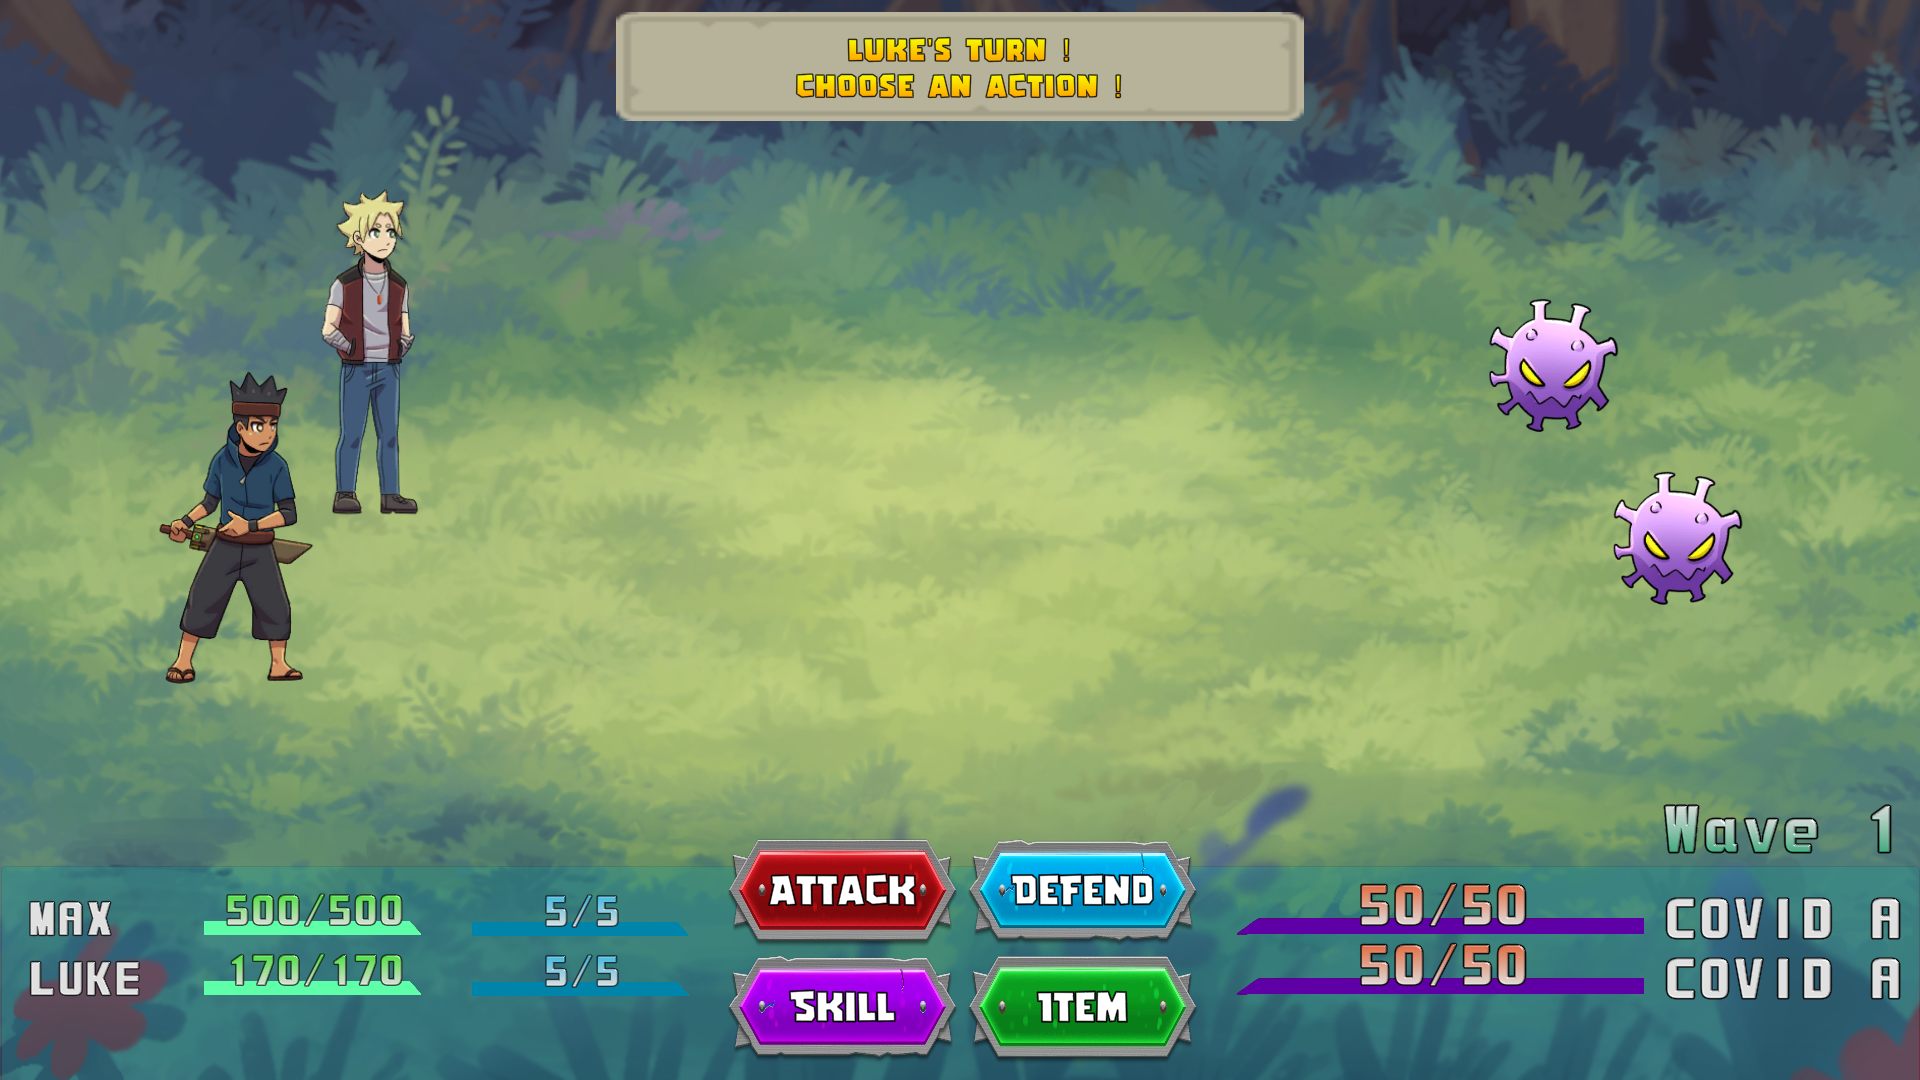 LUKE'S TURN !
CHOOSE AN ACTION !
Wave 1
MAX 500/500 5/5
LUKE 170/170 5/5
ATTACK DEFEND
SKILL ITEM
50/50 COVID A
50/50 COVID A